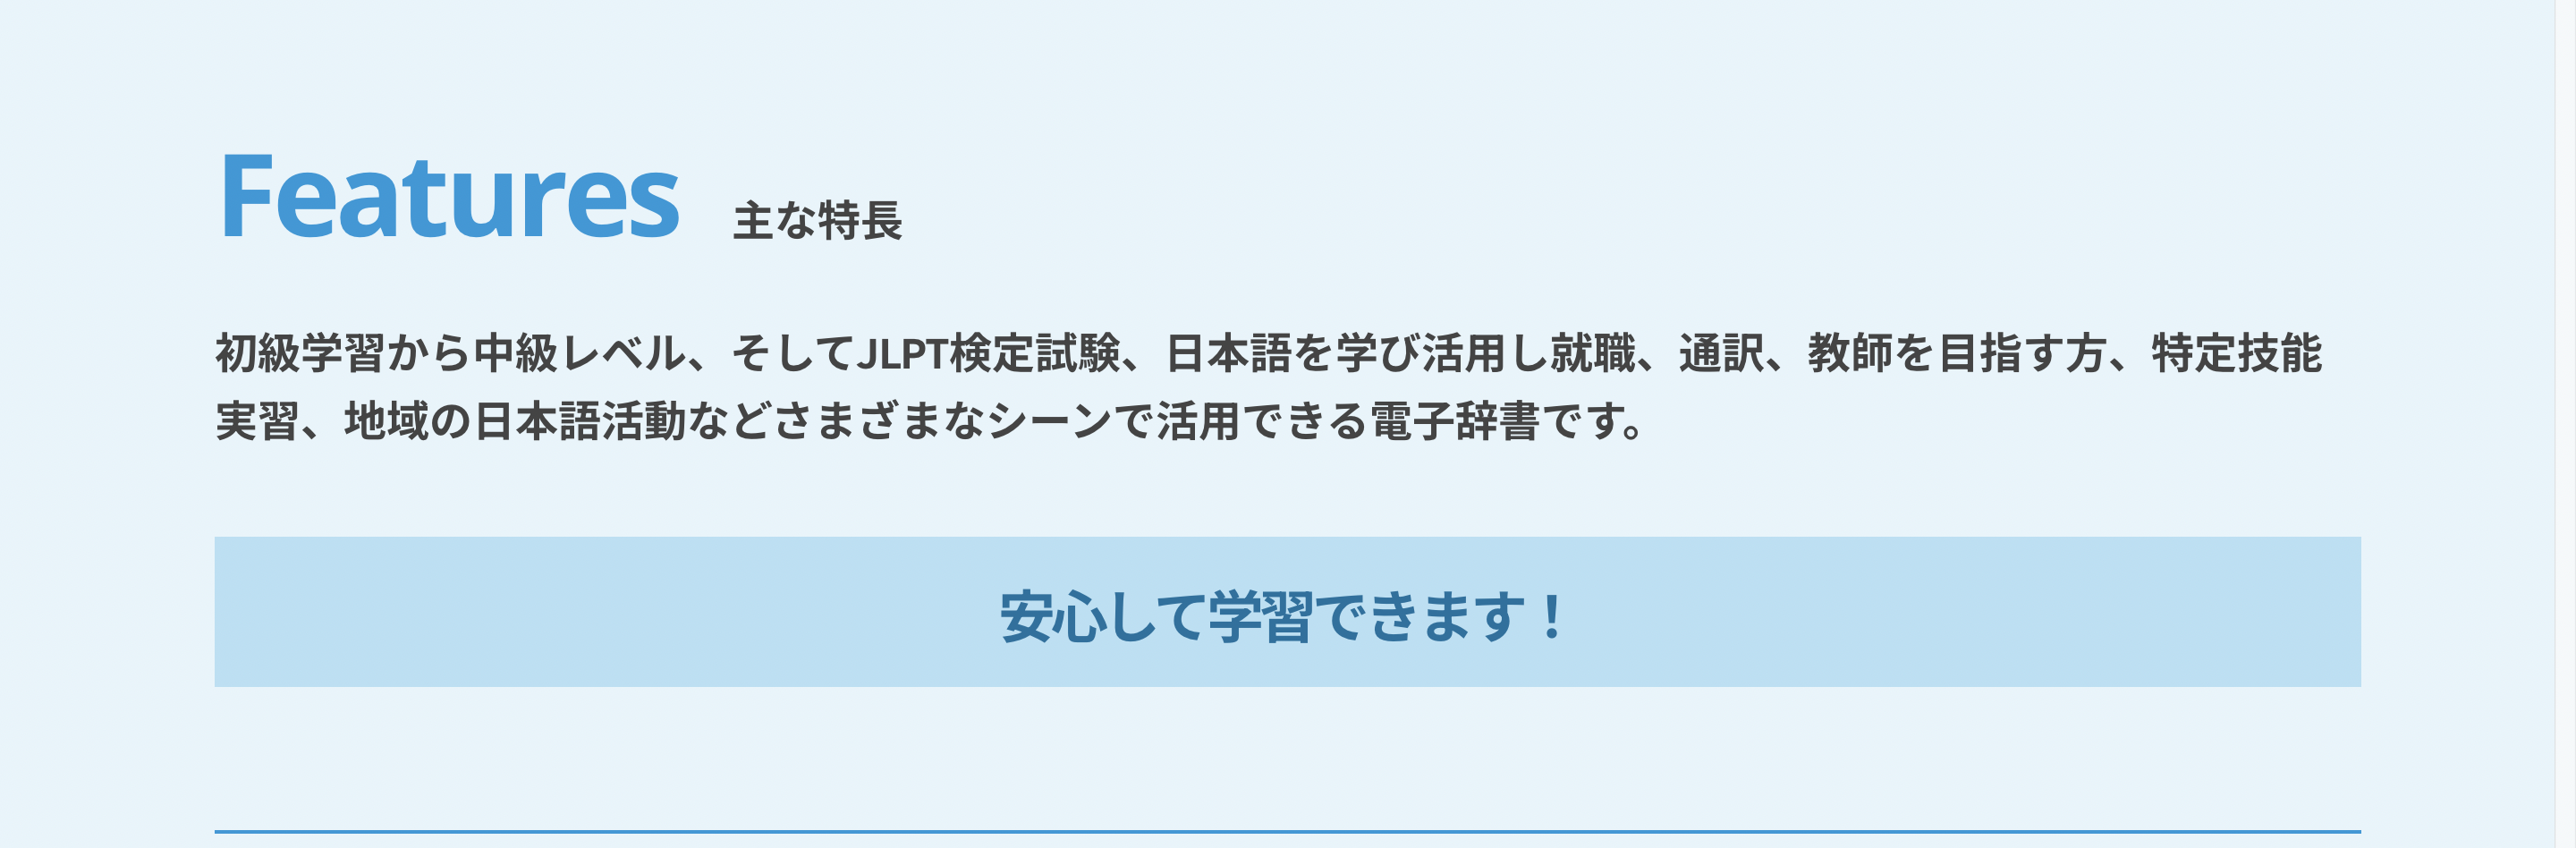 Features 主な特長
初級学習から中級レベル、そしてJLPT検定試験、日本語を学び活用し就職、通訳、教師を目指す方、特定技能
実習、地域の日本語活動などさまざまなシーンで活用できる電子辞書です。
安心して学習できます！